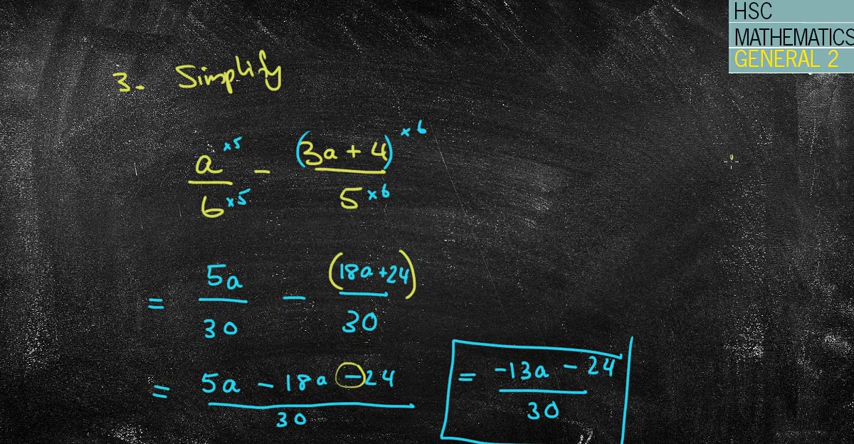 HSC
MATHEMATICS
GENERAL 2
3. Simplify
a ×5 / 6 ×5 - (3a + 4) ×6 / 5 ×6
= 5a / 30 - (18a + 24) / 30
= 5a - 18a - 24 / 30
= -13a - 24 / 30